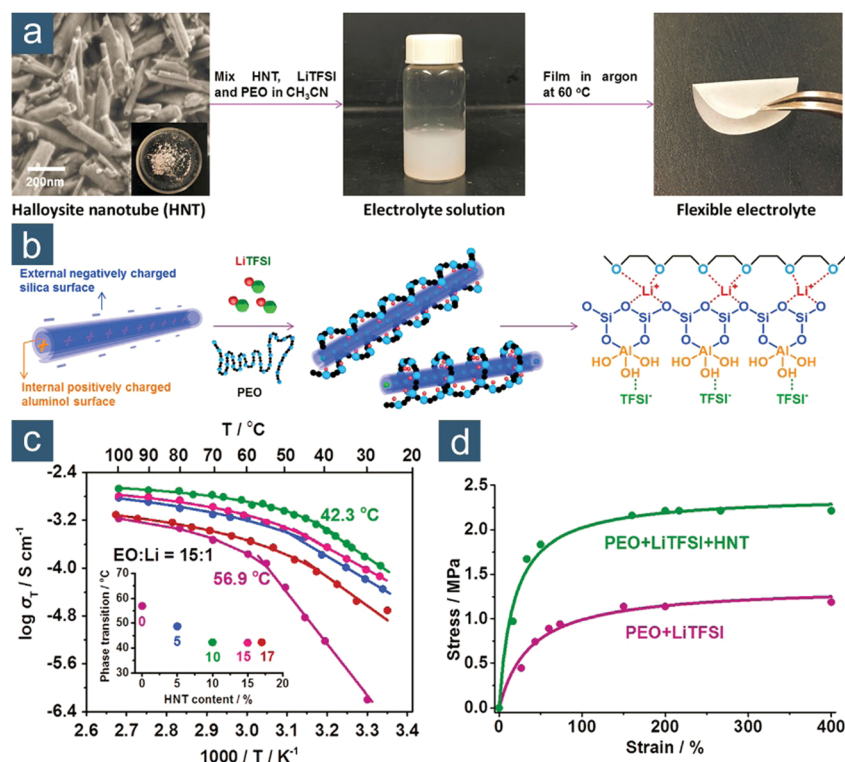 a
200nm
Mix HNT, LiTFSI
and PEO in CH₃CN
Film in argon
at 60 °C
Halloysite nanotube (HNT)
Electrolyte solution
Flexible electrolyte
b
External negatively charged
silica surface
Internal positively charged
aluminol surface
LiTFSI
PEO
O O O O O O
Li⁺ Li⁺ Li⁺
O Si O Si Si O Si Si O Si
O O O O O O
HO Al OH HO Al OH HO Al OH
OH OH OH
TFSI⁻ TFSI⁻ TFSI⁻
c
T / °C
100 90 80 70 60 50 40 30 20
-2.4
-3.2
-4.0
-4.8
-5.6
-6.4
log σT / S cm⁻¹
42.3 °C
EO:Li = 15:1
56.9 °C
Phase transition / °C
70
60
50
40
30
0
5
10
15
17
0 5 10 15 20
HNT content / %
2.6 2.7 2.8 2.9 3.0 3.1 3.2 3.3 3.4
1000 / T / K⁻¹
d
Stress / MPa
2.5
2.0
1.5
1.0
0.5
0.0
PEO+LiTFSI+HNT
PEO+LiTFSI
0 100 200 300 400
Strain / %